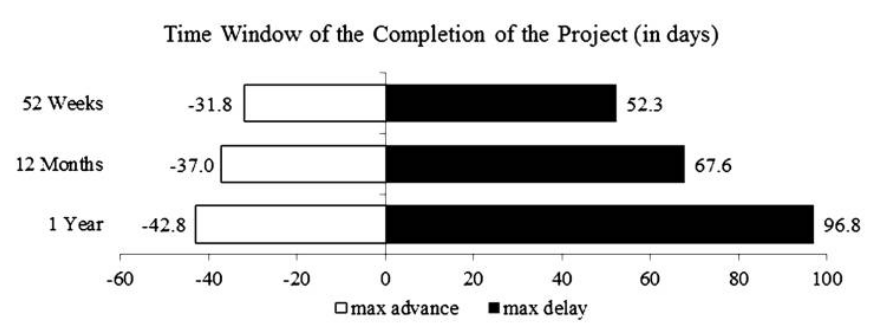 Time Window of the Completion of the Project (in days)
52 Weeks -31.8 52.3
12 Months -37.0 67.6
1 Year -42.8 96.8
-60 -40 -20 0 20 40 60 80 100
max advance max delay